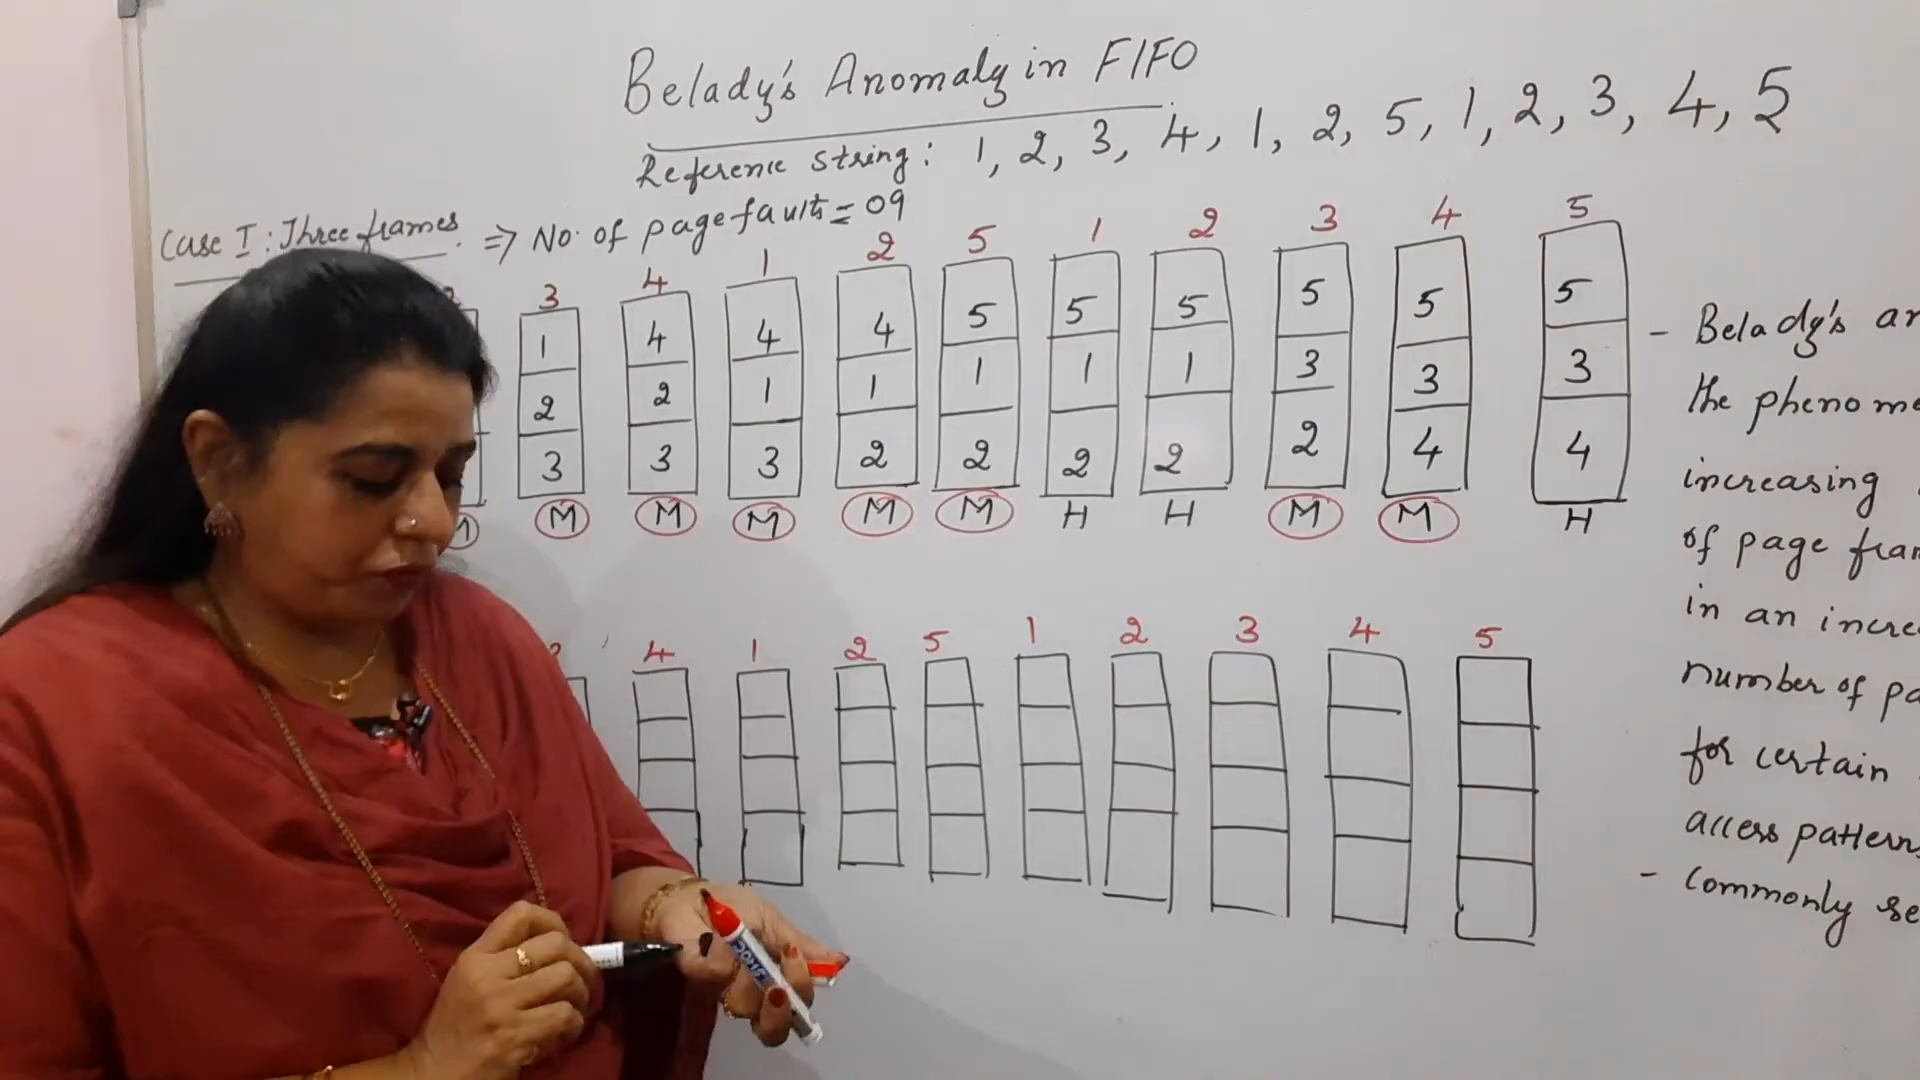 Belady's Anomaly in FIFO
Reference string: 1, 2, 3, 4, 1, 2, 5, 1, 2, 3, 4, 5
Case I: Three frames => No. of page faults = 09
3 4 1 2 5 1 2 3 4 5
1 4 4 4 5 5 5 5 5 5
2 2 1 1 1 1 1 3 3 3
3 3 3 2 2 2 2 2 4 4
M M M M M M H H M M H
4 1 2 5 1 2 3 4 5
- Belady's
the
increasing
of page
in an
number of
for certain
access
- commonly